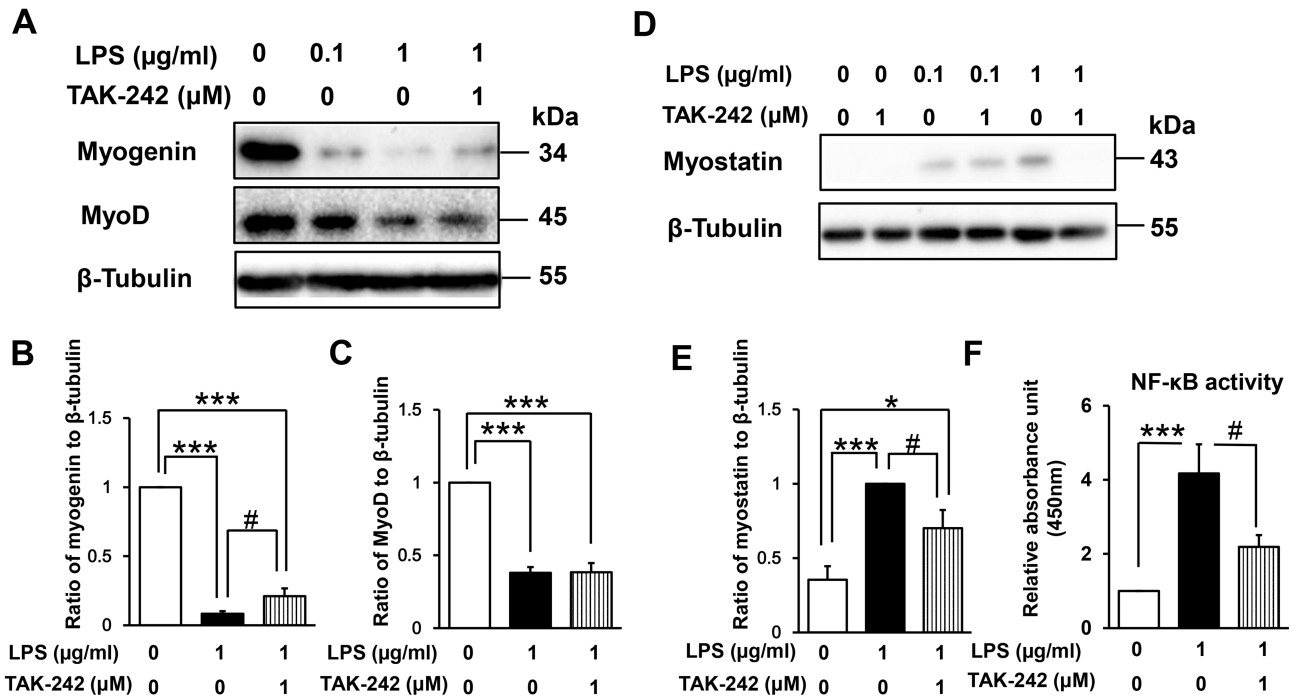 A
LPS (μg/ml) 0 0.1 1 1
TAK-242 (μM) 0 0 0 1
kDa
Myogenin 34
MyoD 45
β-Tubulin 55
D
LPS (μg/ml) 0 0 0.1 0.1 1 1
TAK-242 (μM) 0 1 0 1 0 1
kDa
Myostatin 43
β-Tubulin 55
B
Ratio of myogenin to β-tubulin
1.5
1
0.5
0
***
***
#
LPS (μg/ml) 0 1 1
TAK-242 (μM) 0 0 1
C
Ratio of MyoD to β-tubulin
1.5
1
0.5
0
***
***
LPS (μg/ml) 0 1 1
TAK-242 (μM) 0 0 1
E
Ratio of myostatin to β-tubulin
1.5
1
0.5
0
*
***
#
LPS (μg/ml) 0 1 1
TAK-242 (μM) 0 0 1
F
NF-κB activity
Relative absorbance unit
(450nm)
6
4
2
0
***
#
LPS (μg/ml) 0 1 1
TAK-242 (μM) 0 0 1